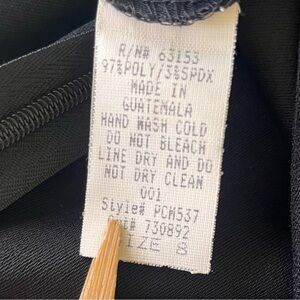 R/N# 63153
97%POLY/3%SPDX
MADE IN
GUATEMALA
HAND WASH COLD
DO NOT BLEACH
LINE DRY AND DO
NOT DRY CLEAN
001
Style# PCM537
730892
8